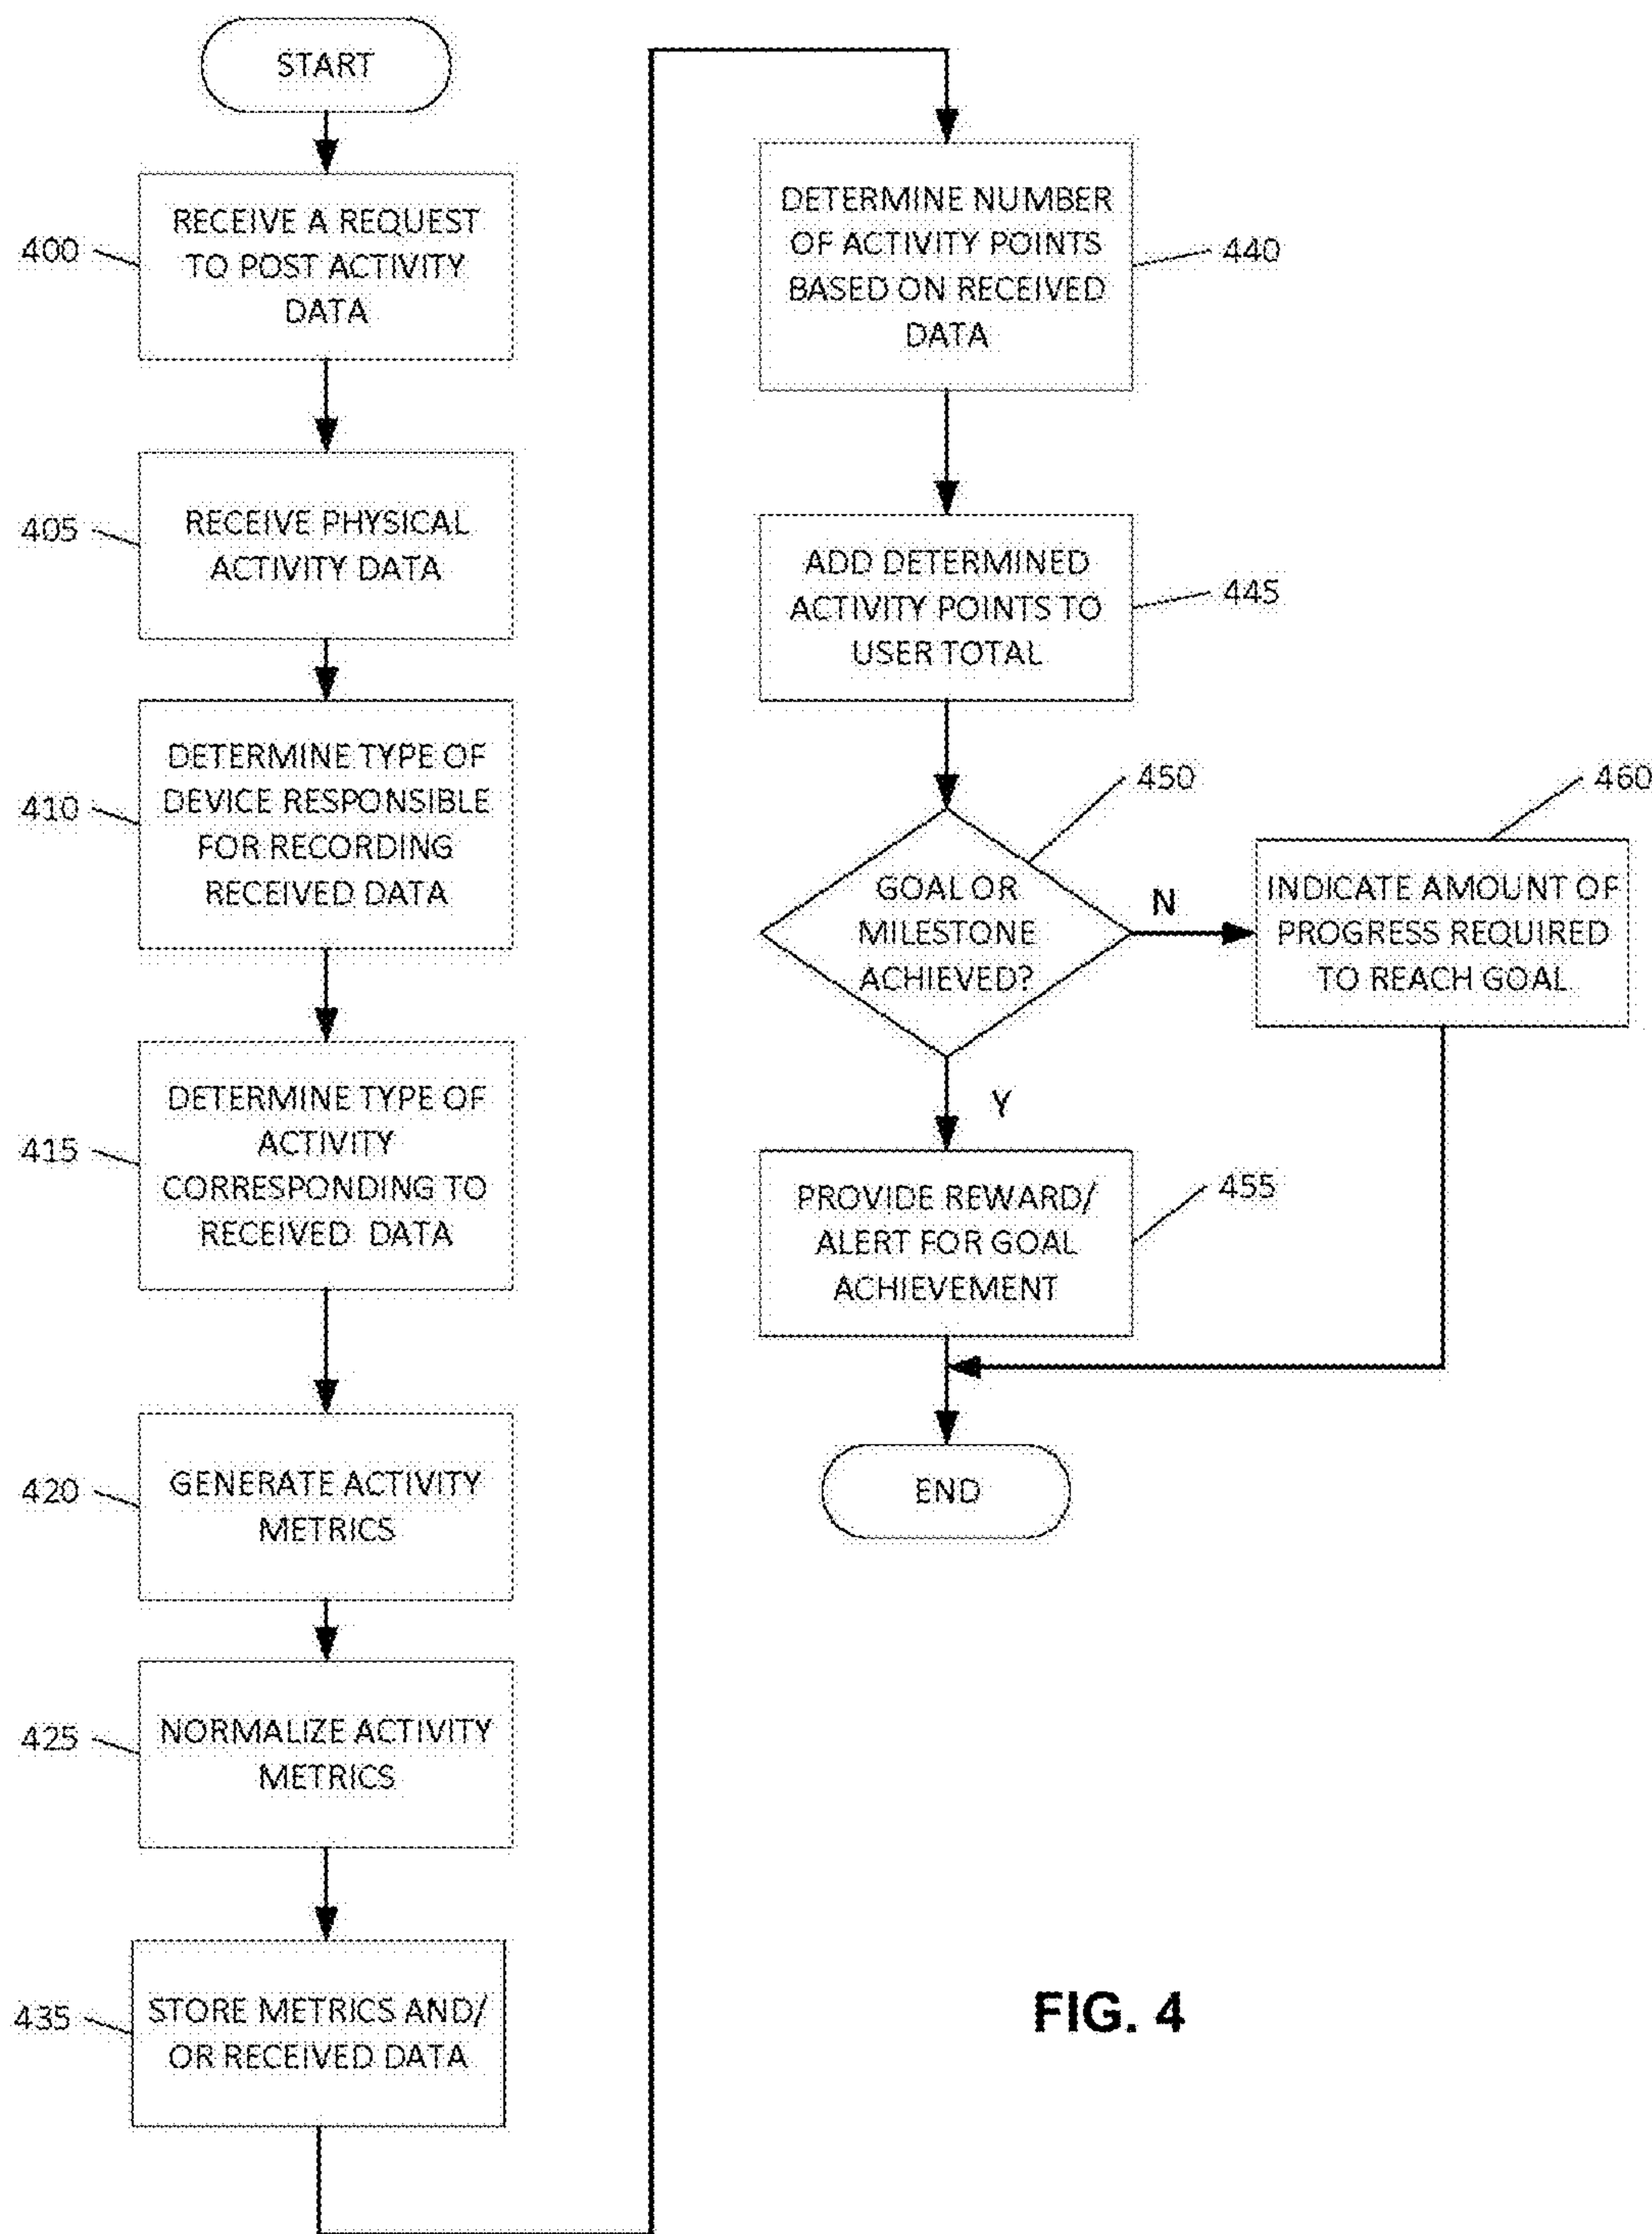 START
400
RECEIVE A REQUEST
TO POST ACTIVITY
DATA
405
RECEIVE PHYSICAL
ACTIVITY DATA
410
DETERMINE TYPE OF
DEVICE RESPONSIBLE
FOR RECORDING
RECEIVED DATA
415
DETERMINE TYPE OF
ACTIVITY
CORRESPONDING TO
RECEIVED DATA
420
GENERATE ACTIVITY
METRICS
425
NORMALIZE ACTIVITY
METRICS
435
STORE METRICS AND/
OR RECEIVED DATA
DETERMINE NUMBER
OF ACTIVITY POINTS
BASED ON RECEIVED
DATA
440
ADD DETERMINED
ACTIVITY POINTS TO
USER TOTAL
445
450
GOAL OR
MILESTONE
ACHIEVED?
N
460
INDICATE AMOUNT OF
PROGRESS REQUIRED
TO REACH GOAL
Y
PROVIDE REWARD/
ALERT FOR GOAL
ACHIEVEMENT
455
END
FIG. 4